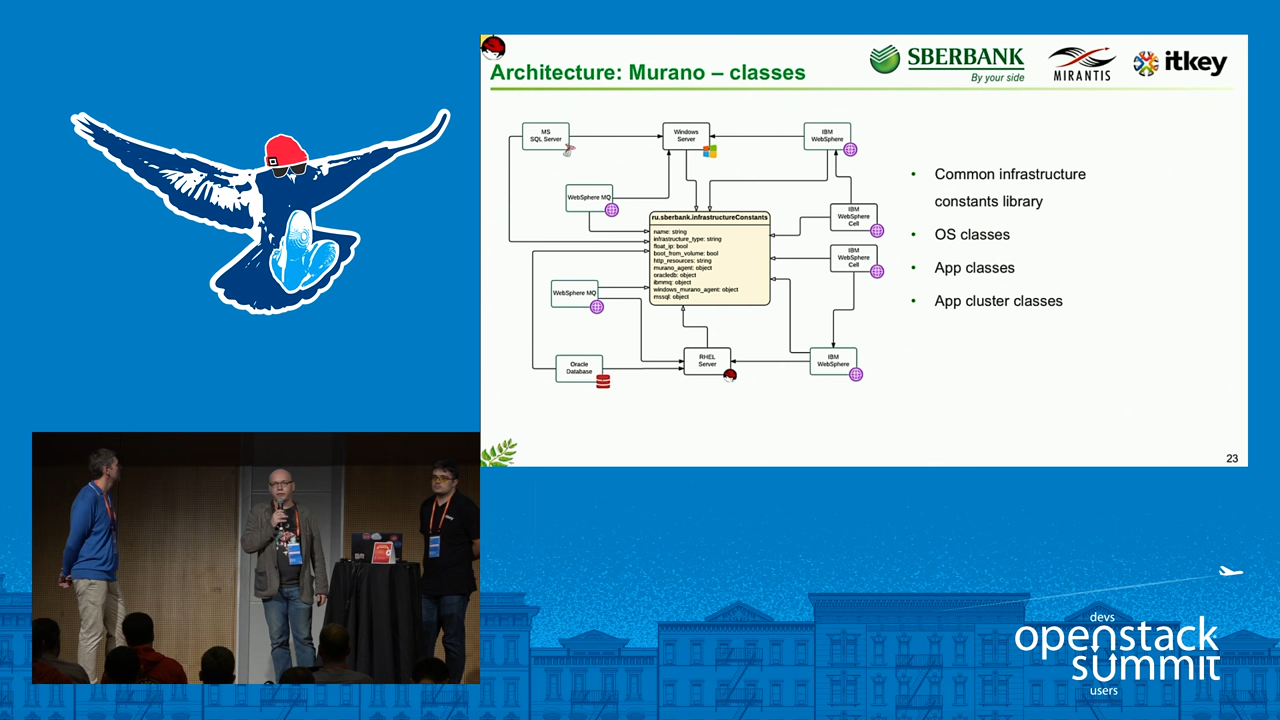 Architecture: Murano – classes
SBERBANK
By your side
MIRANTIS
itkey
MS
SQL Server
Windows
Server
IBM
WebSphere
WebSphere MQ
ru.sberbank.infrastructureConstants
name: string
infrastructure_type: string
float_ip: bool
boot_from_volume: bool
http_resources: string
murano_agent: object
oracledb: object
ibmmq: object
windows_murano_agent: object
mssql: object
IBM
WebSphere
Cell
IBM
WebSphere
Cell
WebSphere MQ
Oracle
Database
RHEL
Server
IBM
WebSphere
• Common infrastructure
constants library
• OS classes
• App classes
• App cluster classes
23
devs
openstack
summit
users